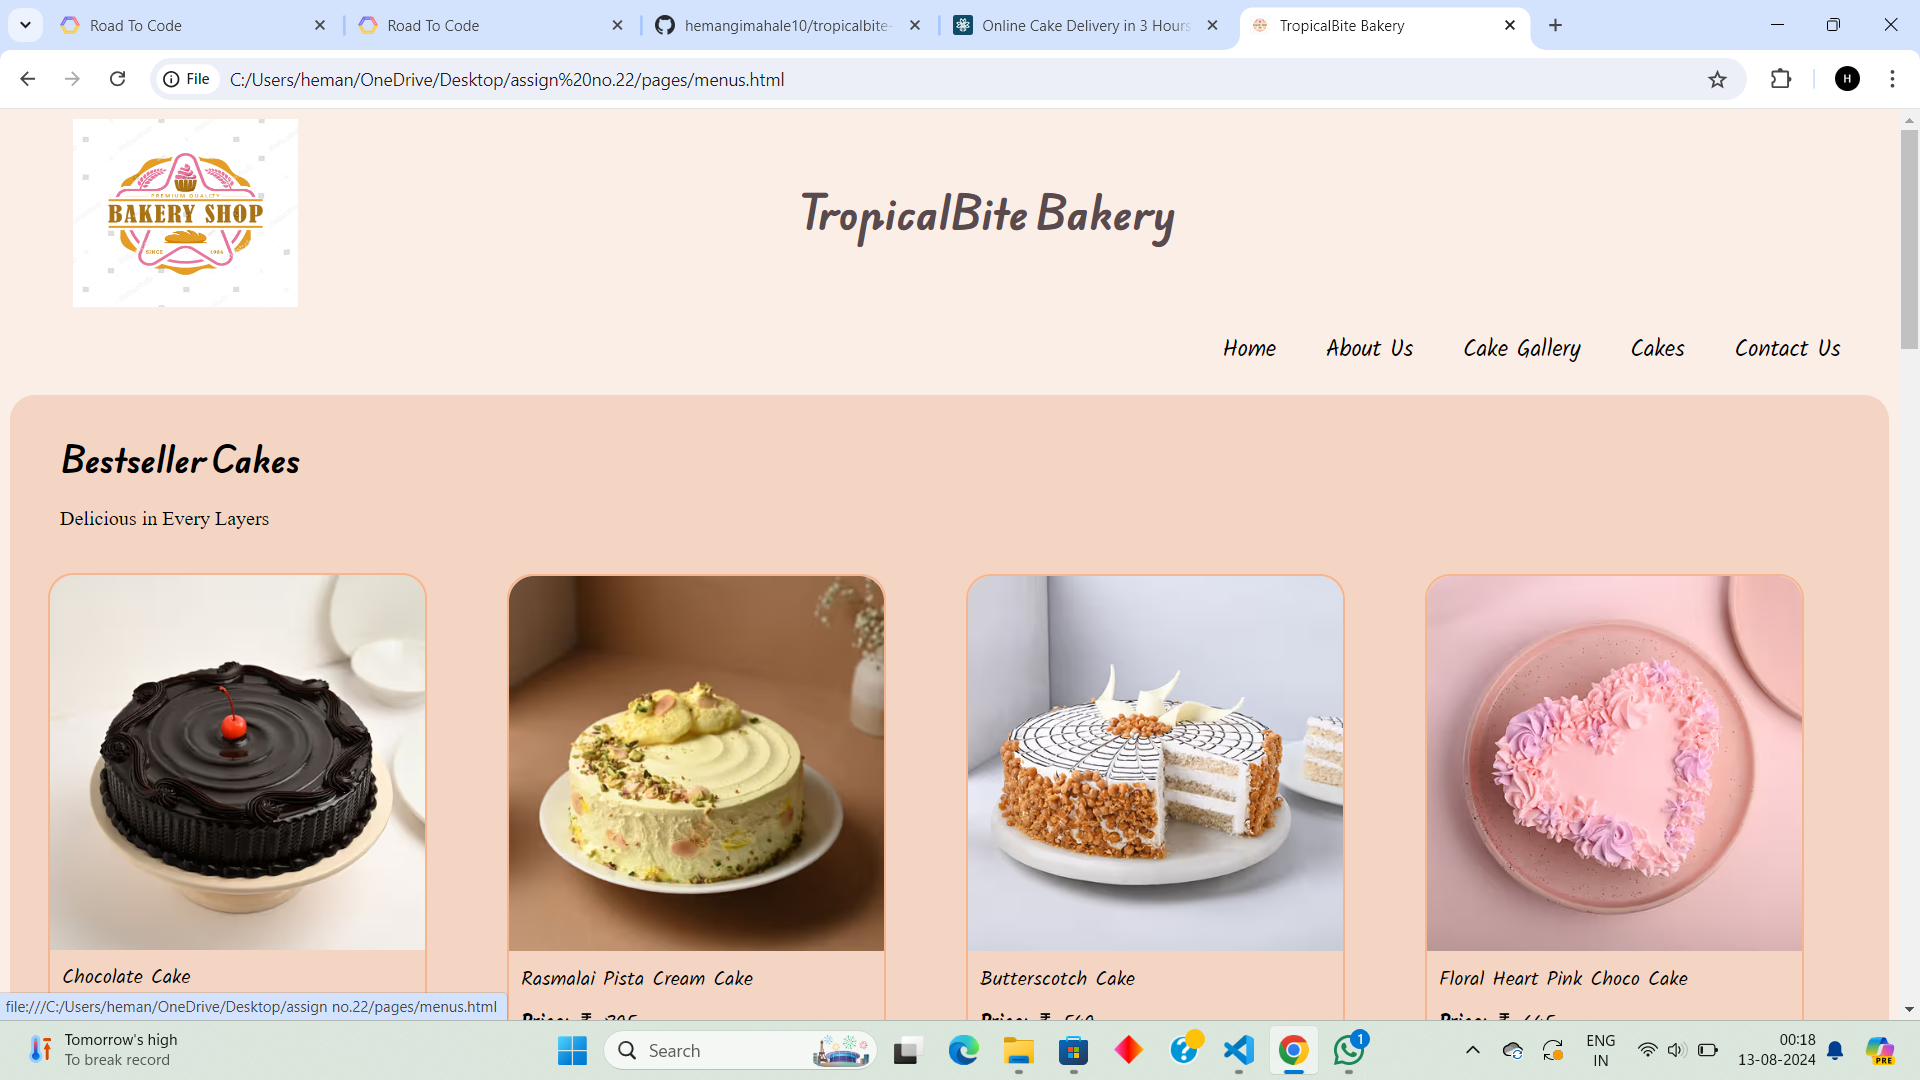 Road To Code
Road To Code
hemangimahale10/tropicalbite-
Online Cake Delivery in 3 Hours
TropicalBite Bakery
File
C:/Users/heman/OneDrive/Desktop/assign%20no.22/pages/menus.html
H
PREMIUM QUALITY
BAKERY SHOP
SINCE 1984
TropicalBite Bakery
Home About Us Cake Gallery Cakes Contact Us
Bestseller Cakes
Delicious in Every Layers
Chocolate Cake
Rasmalai Pista Cream Cake
Butterscotch Cake
Floral Heart Pink Choco Cake
Price: ₹
Price: ₹
Price: ₹
file:///C:/Users/heman/OneDrive/Desktop/assign no.22/pages/menus.html
Tomorrow's high
To break record
Search
1
PRE
ENG
IN
00:18
13-08-2024